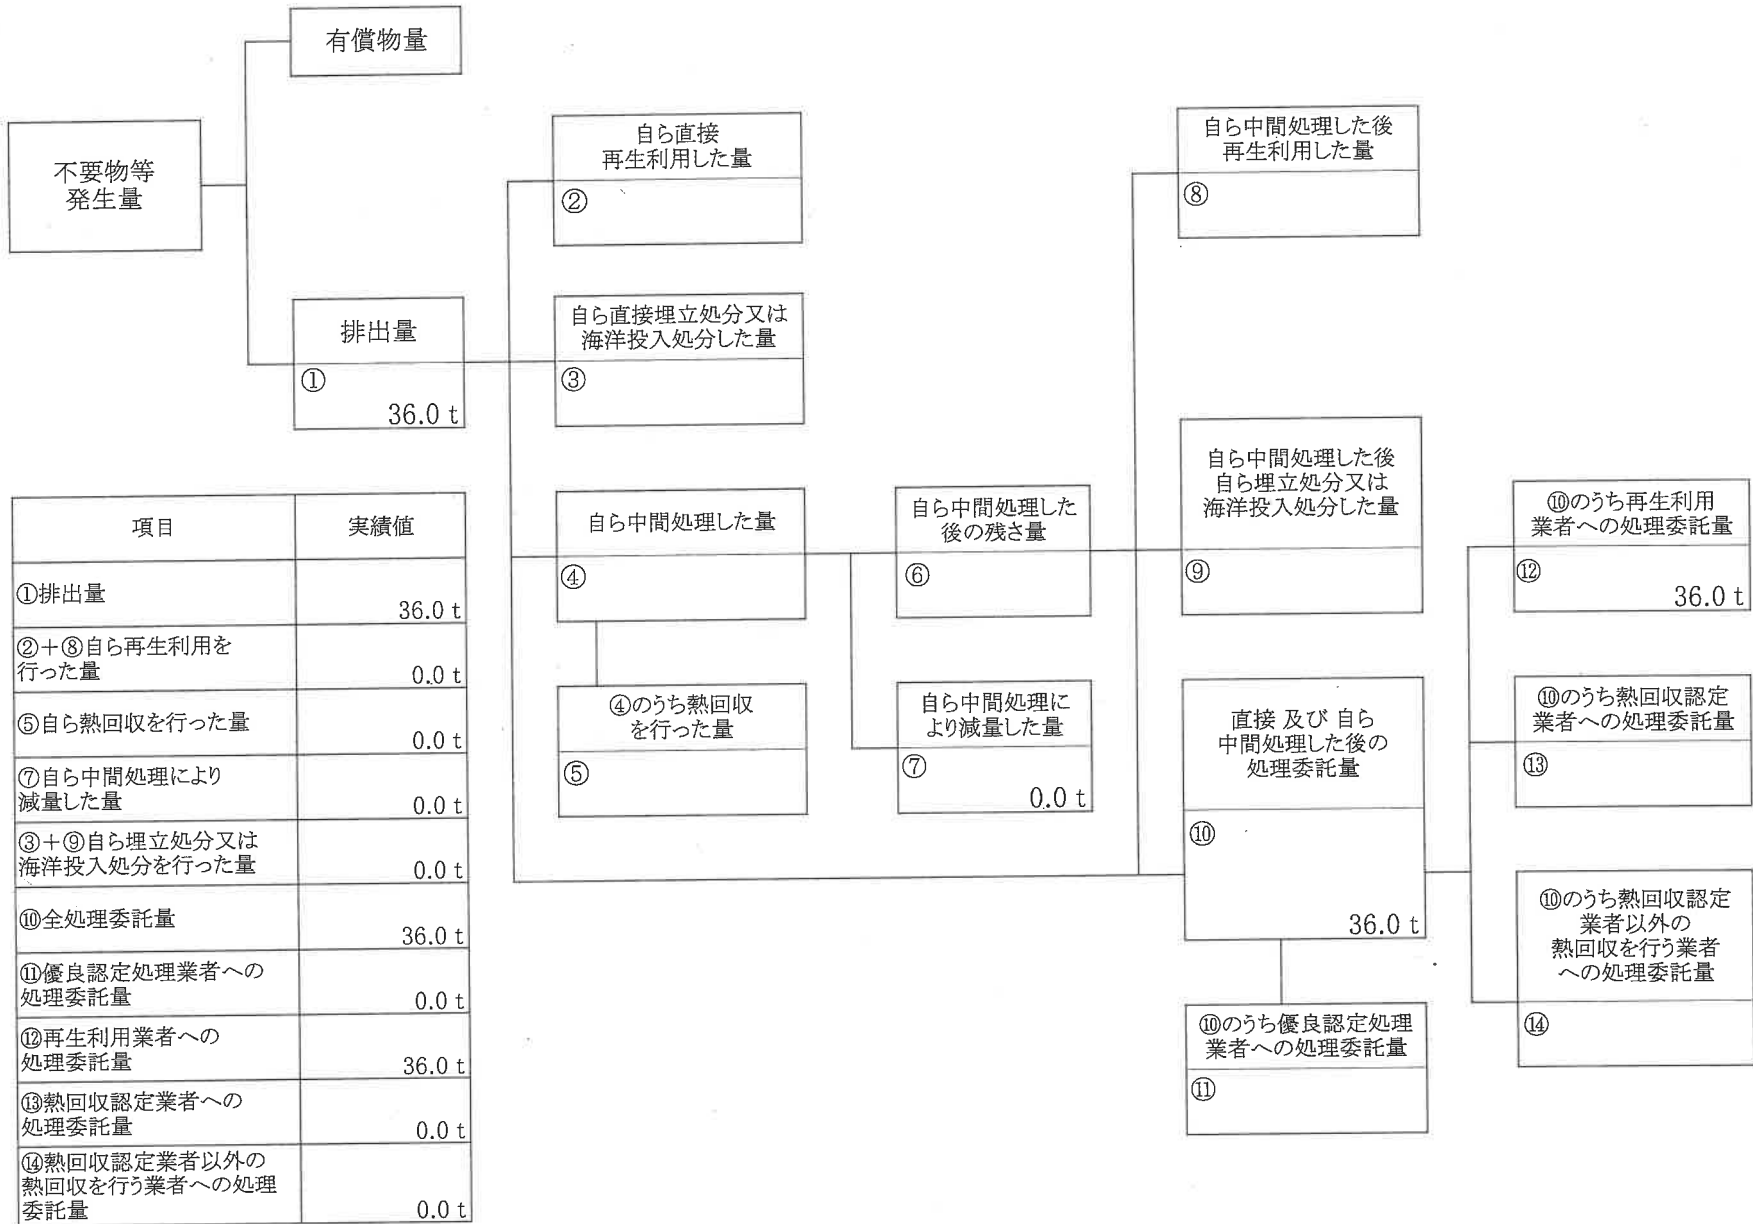 有償物量
不要物等
発生量
排出量
①
36.0 t
自ら直接
再生利用した量
②
自ら直接埋立処分又は
海洋投入処分した量
③
自ら中間処理した量
④
④のうち熱回収
を行った量
⑤
自ら中間処理した
後の残さ量
⑥
自ら中間処理に
より減量した量
⑦
0.0 t
自ら中間処理した後
再生利用した量
⑧
自ら中間処理した後
自ら埋立処分又は
海洋投入処分した量
⑨
直接 及び 自ら
中間処理した後の
処理委託量
⑩
36.0 t
⑩のうち優良認定処理
業者への処理委託量
⑪
⑩のうち再生利用
業者への処理委託量
⑫
36.0 t
⑩のうち熱回収認定
業者への処理委託量
⑬
⑩のうち熱回収認定
業者以外の
熱回収を行う業者
への処理委託量
⑭
項目 実績値
①排出量
36.0 t
②+⑧自ら再生利用を
行った量
0.0 t
⑤自ら熱回収を行った量
0.0 t
⑦自ら中間処理により
減量した量
0.0 t
③+⑨自ら埋立処分又は
海洋投入処分を行った量
0.0 t
⑩全処理委託量
36.0 t
⑪優良認定処理業者への
処理委託量
0.0 t
⑫再生利用業者への
処理委託量
36.0 t
⑬熱回収認定業者への
処理委託量
0.0 t
⑭熱回収認定業者以外の
熱回収を行う業者への処理
委託量
0.0 t